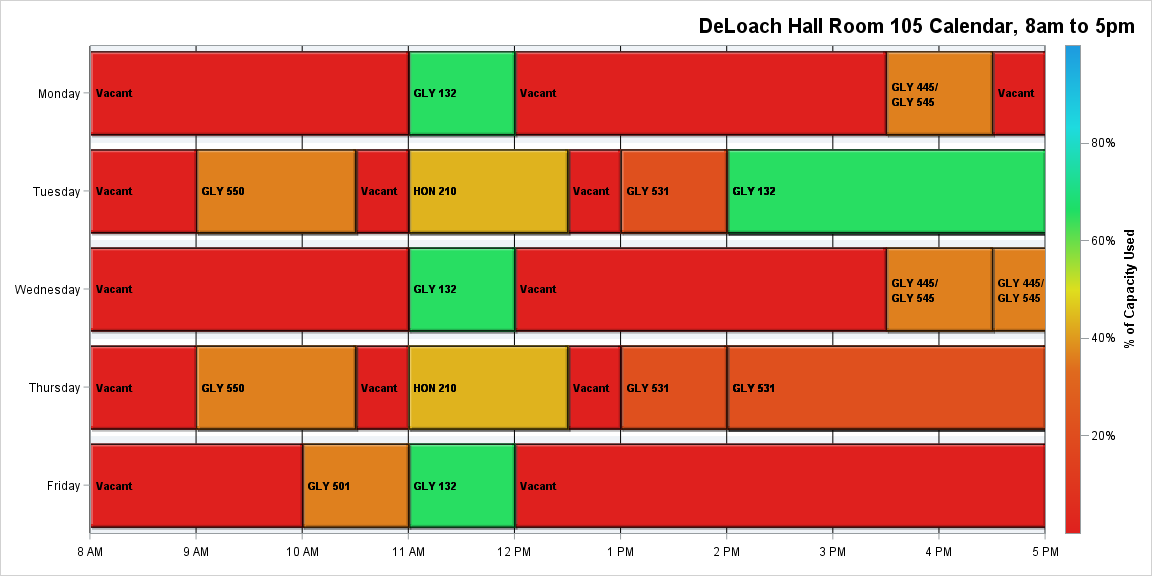 DeLoach Hall Room 105 Calendar, 8am to 5pm
Monday
Vacant
GLY 132
Vacant
GLY 445/
GLY 545
Vacant
Tuesday
Vacant
GLY 550
Vacant
HON 210
Vacant
GLY 531
GLY 132
Wednesday
Vacant
GLY 132
Vacant
GLY 445/
GLY 545
GLY 445/
GLY 545
Thursday
Vacant
GLY 550
Vacant
HON 210
Vacant
GLY 531
GLY 531
Friday
Vacant
GLY 501
GLY 132
Vacant
8 AM
9 AM
10 AM
11 AM
12 PM
1 PM
2 PM
3 PM
4 PM
5 PM
80%
60%
40%
20%
% of Capacity Used